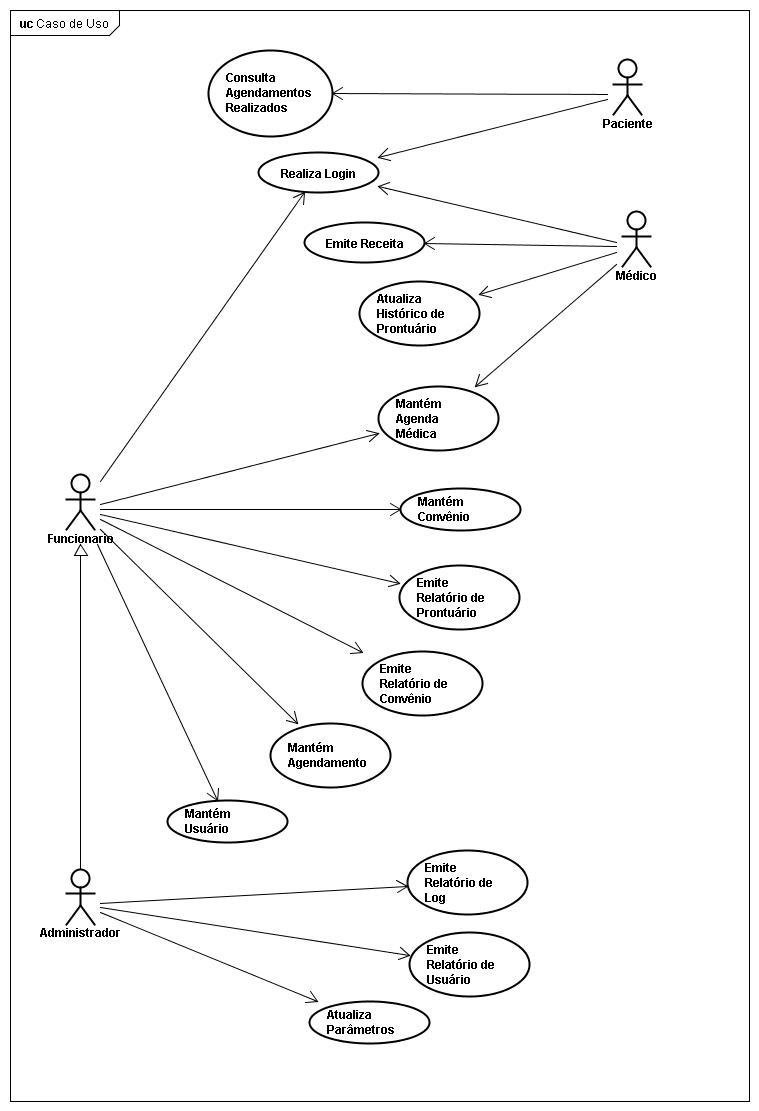 uc Caso de Uso
Consulta
Agendamentos
Realizados
Paciente
Realiza Login
Emite Receita
Médico
Atualiza
Histórico de
Prontuário
Mantém
Agenda
Médica
Mantém
Convênio
Funcionario
Emite
Relatório de
Prontuário
Emite
Relatório de
Convênio
Mantém
Agendamento
Mantém
Usuário
Emite
Relatório de
Log
Administrador
Emite
Relatório de
Usuário
Atualiza
Parâmetros